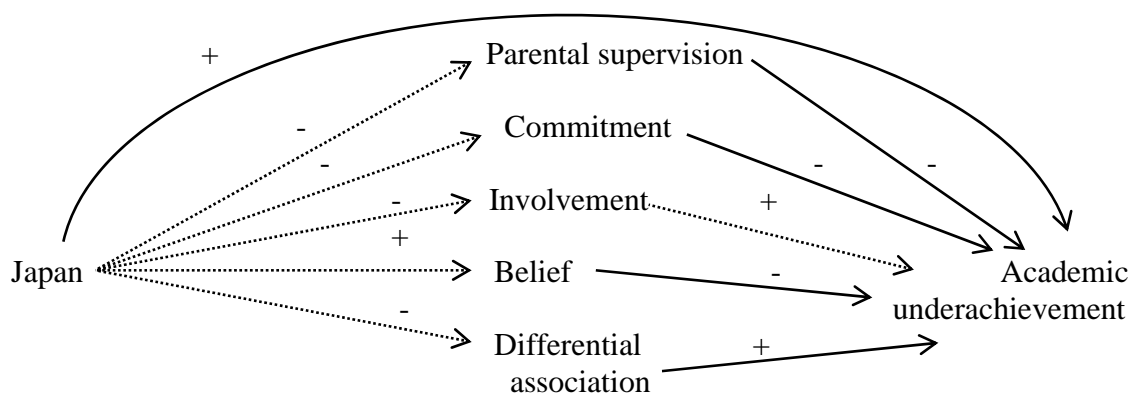 +
Parental supervision
-
Commitment
-
-
-
Involvement
-
+
+
Japan
Belief
-
Academic
underachievement
-
Differential
association
+